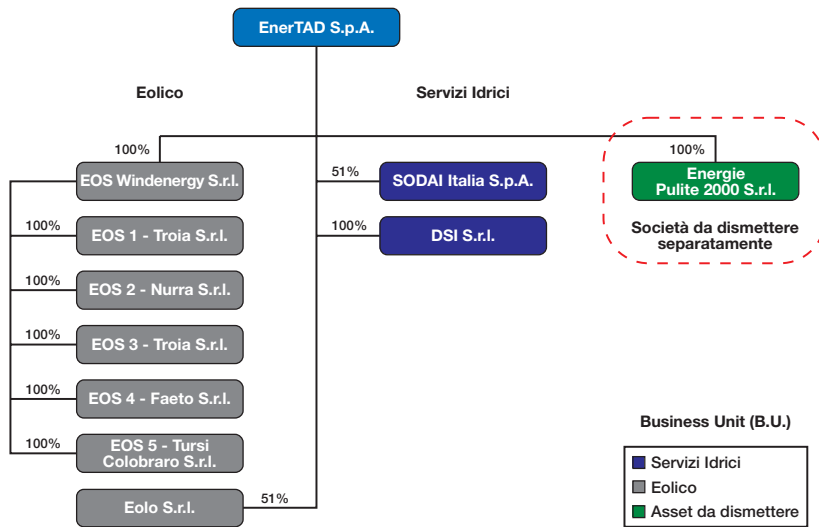 EnerTAD S.p.A.
Eolico
Servizi Idrici
100%
100%
EOS Windenergy S.r.l.
51%
SODAI Italia S.p.A.
Energie
Pulite 2000 S.r.l.
Società da dismettere
separatamente
100%
EOS 1 - Troia S.r.l.
100%
DSI S.r.l.
100%
EOS 2 - Nurra S.r.l.
100%
EOS 3 - Troia S.r.l.
100%
EOS 4 - Faeto S.r.l.
100%
EOS 5 - Tursi
Colobraro S.r.l.
Eolo S.r.l.
51%
Business Unit (B.U.)
Servizi Idrici
Eolico
Asset da dismettere